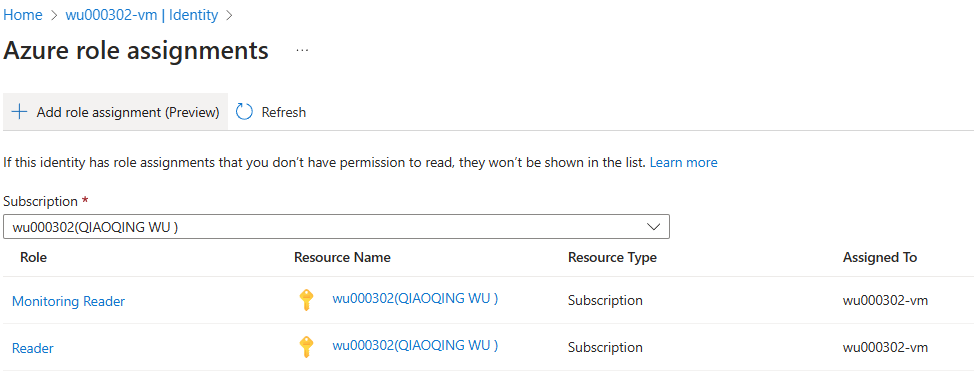 Home > wu000302-vm | Identity >
Azure role assignments ...
+ Add role assignment (Preview) Refresh
If this identity has role assignments that you don't have permission to read, they won't be shown in the list. Learn more
Subscription *
wu000302(QIAOQING WU )
Role Resource Name Resource Type Assigned To
Monitoring Reader wu000302(QIAOQING WU ) Subscription wu000302-vm
Reader wu000302(QIAOQING WU ) Subscription wu000302-vm